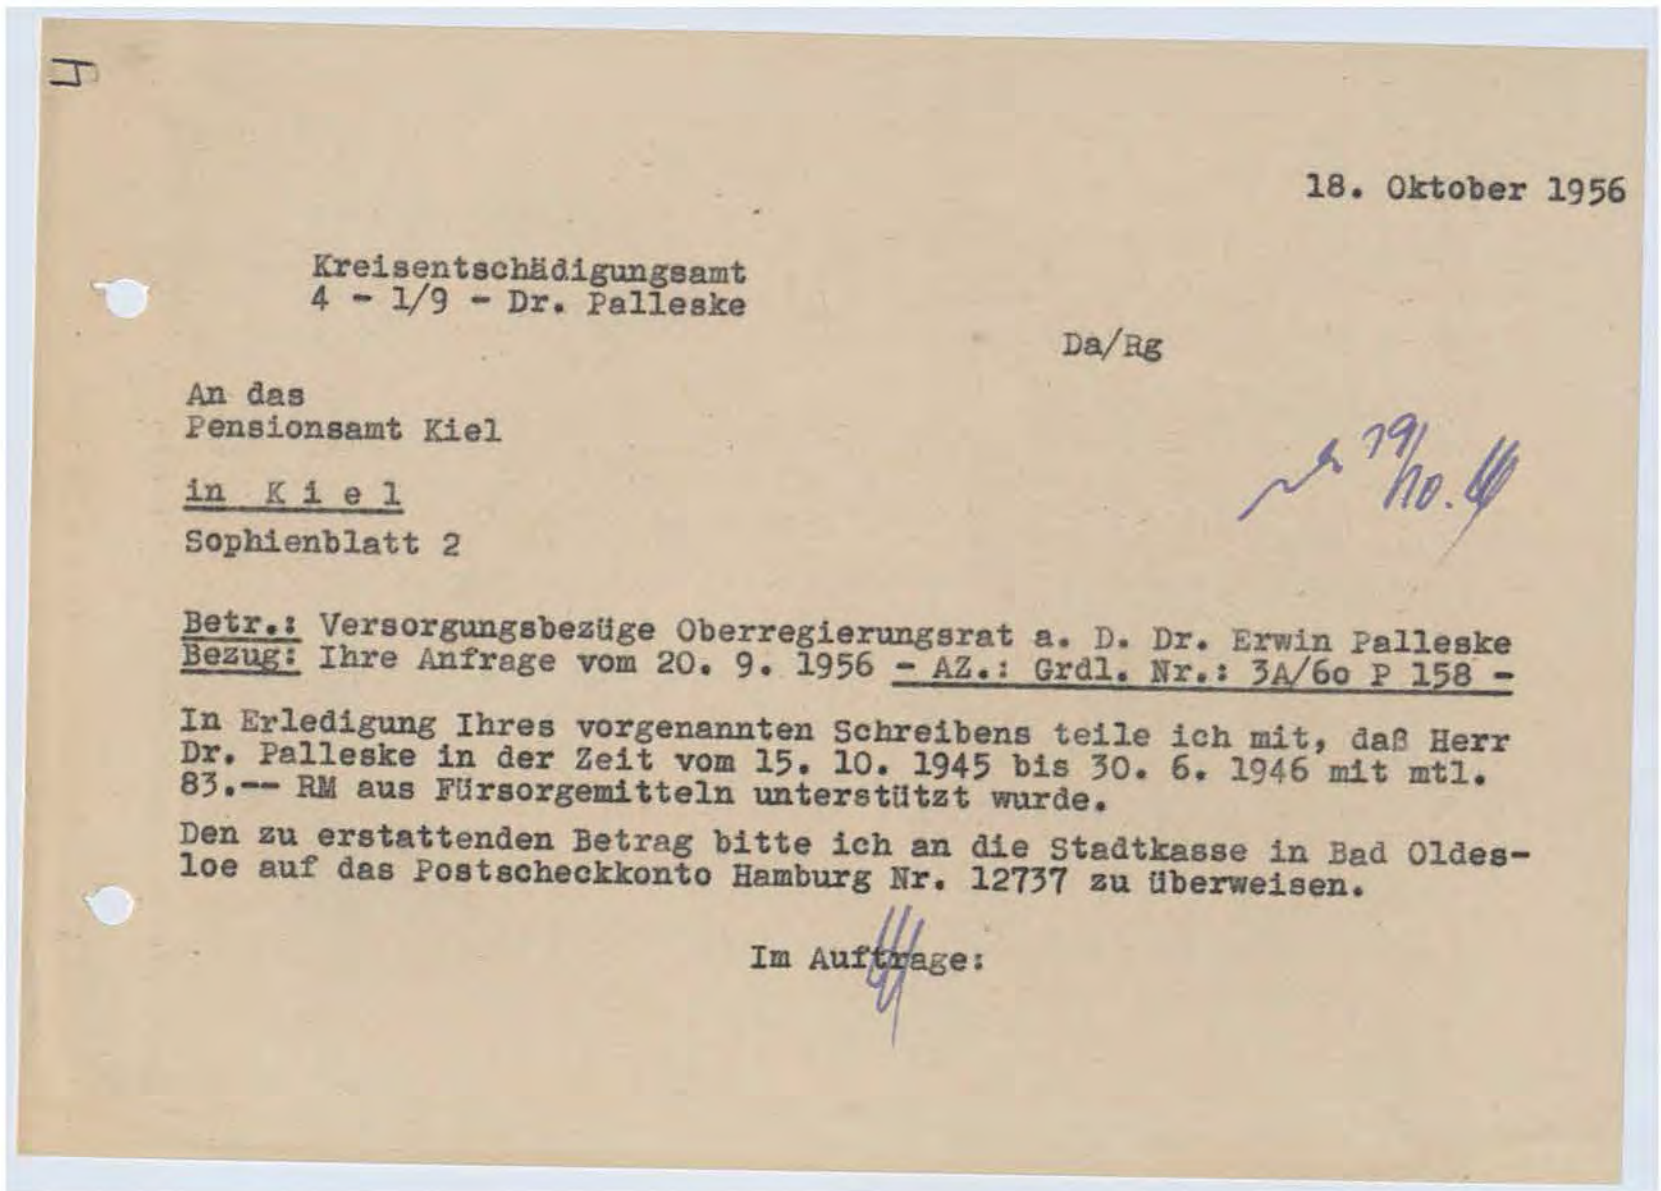 18. Oktober 1956
Kreisentschädigungsamt
4 - 1/9 - Dr. Palleske
Da/Rg
An das
Pensionsamt Kiel
in K i e l
Sophienblatt 2
19/10.
Betr.: Versorgungsbezüge Oberregierungsrat a. D. Dr. Erwin Palleske
Bezug: Ihre Anfrage vom 20. 9. 1956 - AZ.: Grdl. Nr.: 3A/6o P 158 -
In Erledigung Ihres vorgenannten Schreibens teile ich mit, daß Herr
Dr. Palleske in der Zeit vom 15. 10. 1945 bis 30. 6. 1946 mit mtl.
83.-- RM aus Fürsorgemitteln unterstützt wurde.
Den zu erstattenden Betrag bitte ich an die Stadtkasse in Bad Oldes-
loe auf das Postscheckkonto Hamburg Nr. 12737 zu überweisen.
Im Auftrage: